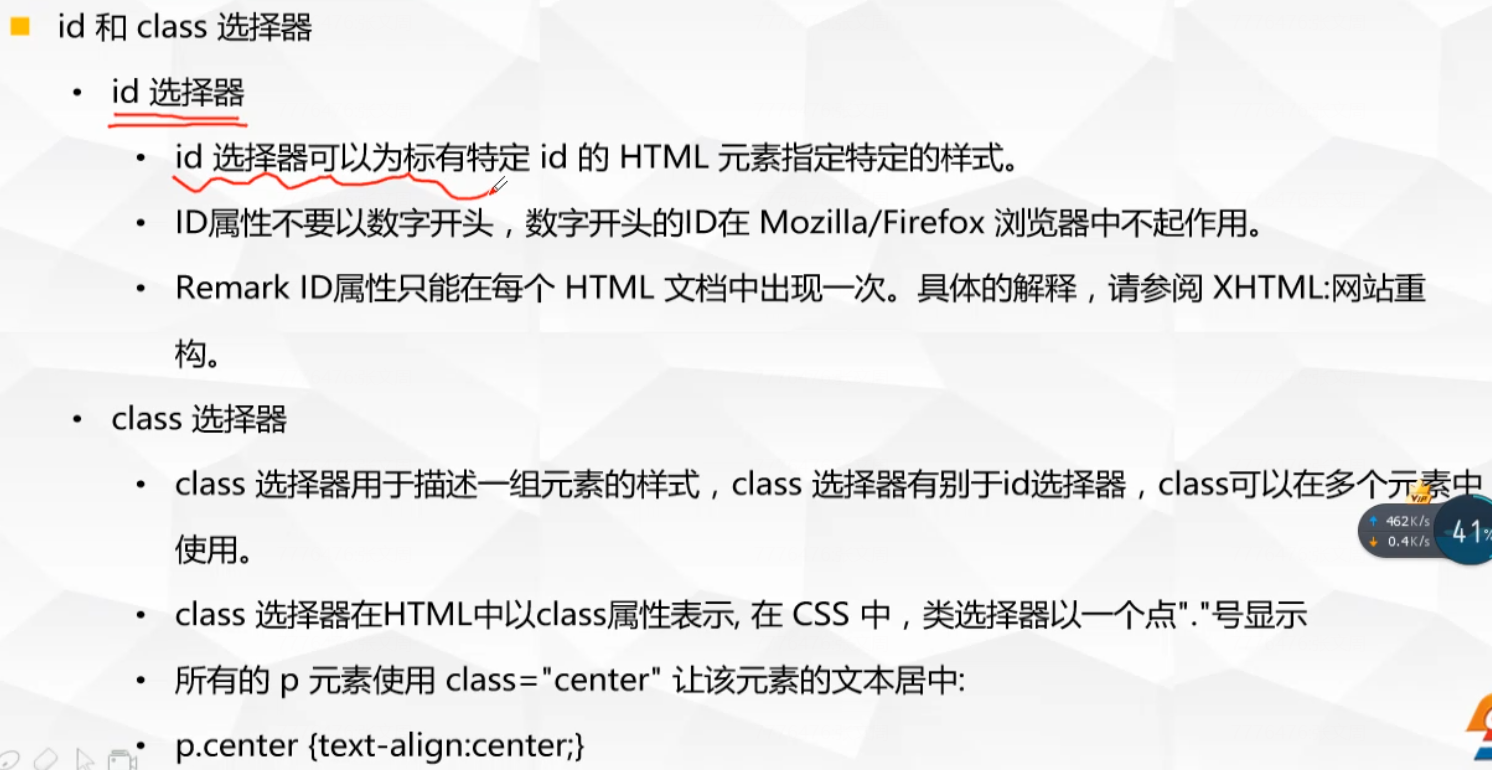 id 和 class 选择器
id 选择器
id 选择器可以为标有特定 id 的 HTML 元素指定特定的样式。
ID属性不要以数字开头，数字开头的ID在 Mozilla/Firefox 浏览器中不起作用。
Remark ID属性只能在每个 HTML 文档中出现一次。具体的解释，请参阅 XHTML:网站重
构。
class 选择器
class 选择器用于描述一组元素的样式，class 选择器有别于id选择器，class可以在多个元素中
使用。
VIP
462K/s
0.4K/s
41%
class 选择器在HTML中以class属性表示, 在 CSS 中，类选择器以一个点"."号显示
所有的 p 元素使用 class="center" 让该元素的文本居中:
p.center {text-align:center;}